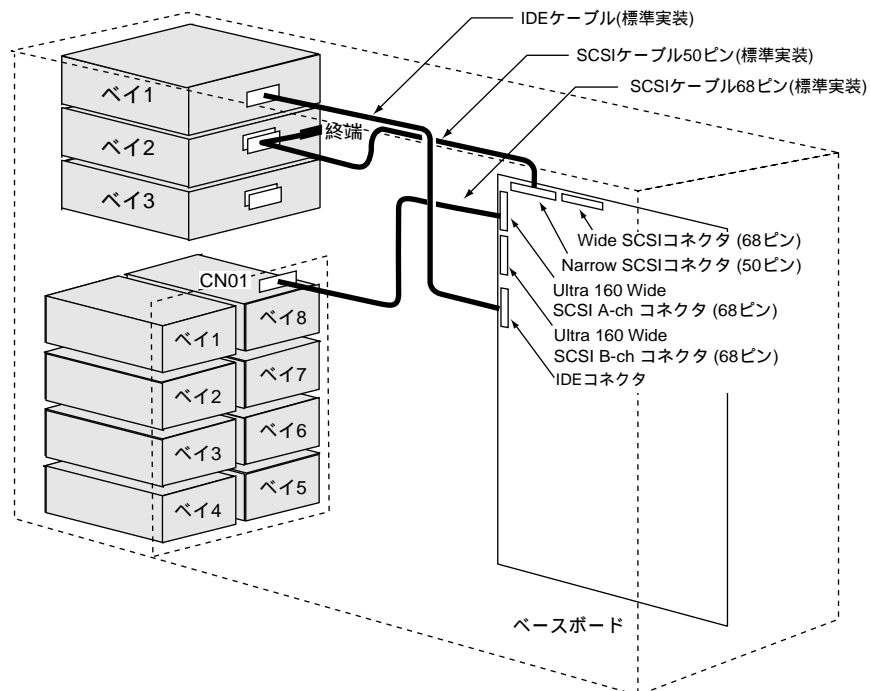 IDEケーブル(標準実装)
SCSIケーブル50ピン(標準実装)
SCSIケーブル68ピン(標準実装)
ベイ1
終端
ベイ2
ベイ3
Wide SCSIコネクタ (68ピン)
Narrow SCSIコネクタ (50ピン)
Ultra 160 Wide
SCSI A-ch コネクタ (68ピン)
Ultra 160 Wide
SCSI B-ch コネクタ (68ピン)
IDEコネクタ
CN01
ベイ8
ベイ1
ベイ7
ベイ2
ベイ6
ベイ3
ベイ5
ベイ4
ベースボード